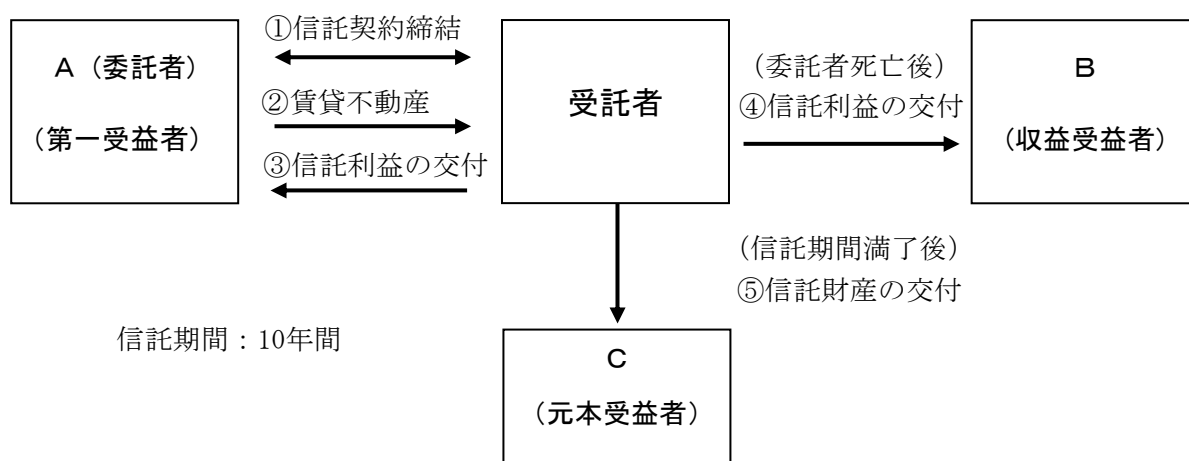 A(委託者)
(第一受益者)
①信託契約締結
②賃貸不動産
③信託利益の交付
受託者
(委託者死亡後)
④信託利益の交付
B
(収益受益者)
(信託期間満了後)
⑤信託財産の交付
信託期間:10年間
C
(元本受益者)